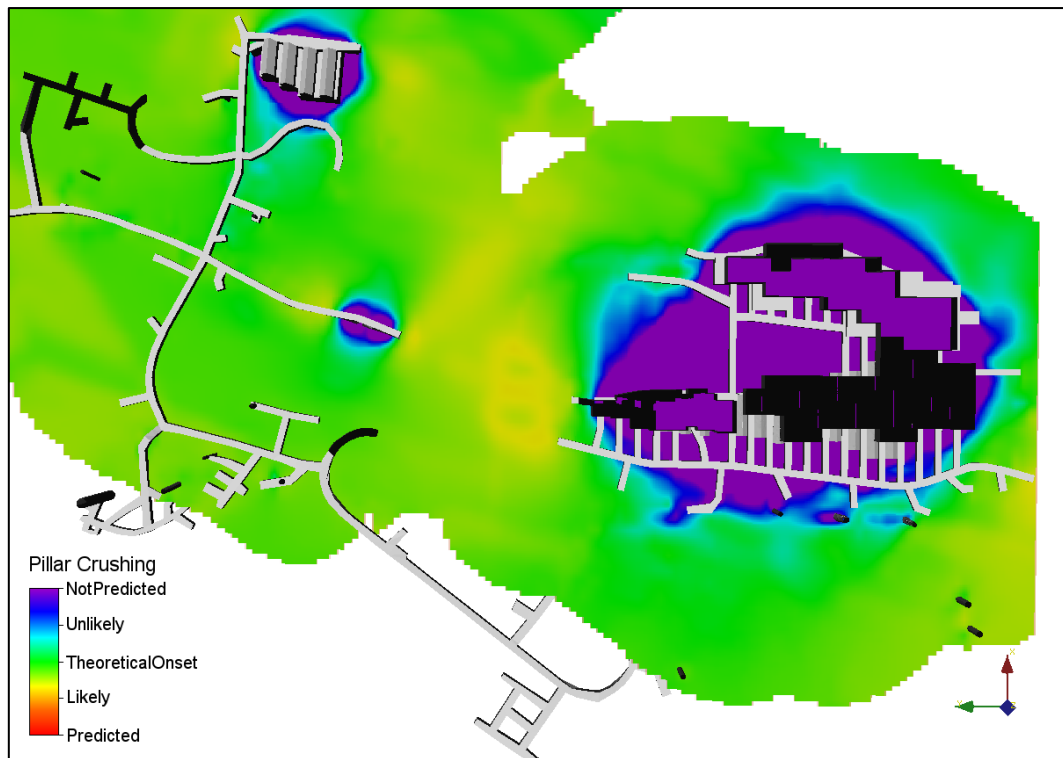 Pillar Crushing
NotPredicted
Unlikely
TheoreticalOnset
Likely
Predicted